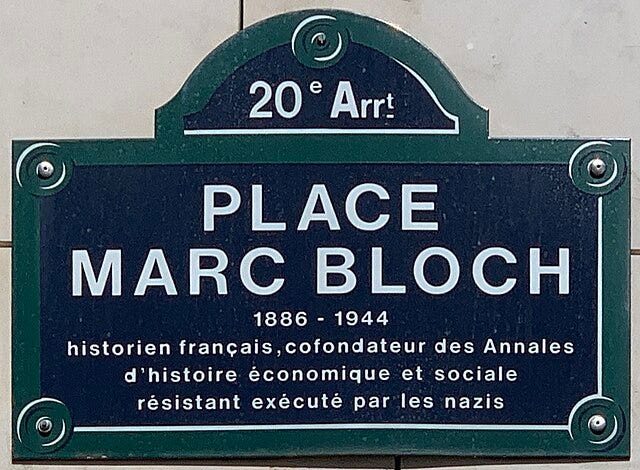 20e Arrt
PLACE
MARC BLOCH
1886 - 1944
historien français, cofondateur des Annales
d'histoire économique et sociale
résistant exécuté par les nazis